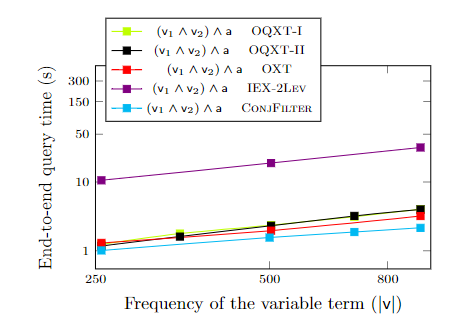 (v₁ ∧ v₂) ∧ a OQXT-I
(v₁ ∧ v₂) ∧ a OQXT-II
(v₁ ∧ v₂) ∧ a OXT
(v₁ ∧ v₂) ∧ a IEX-2Lev
(v₁ ∧ v₂) ∧ a ConjFilter
End-to-end query time (s)
300
150
50
10
1
250
500
800
Frequency of the variable term (|v|)